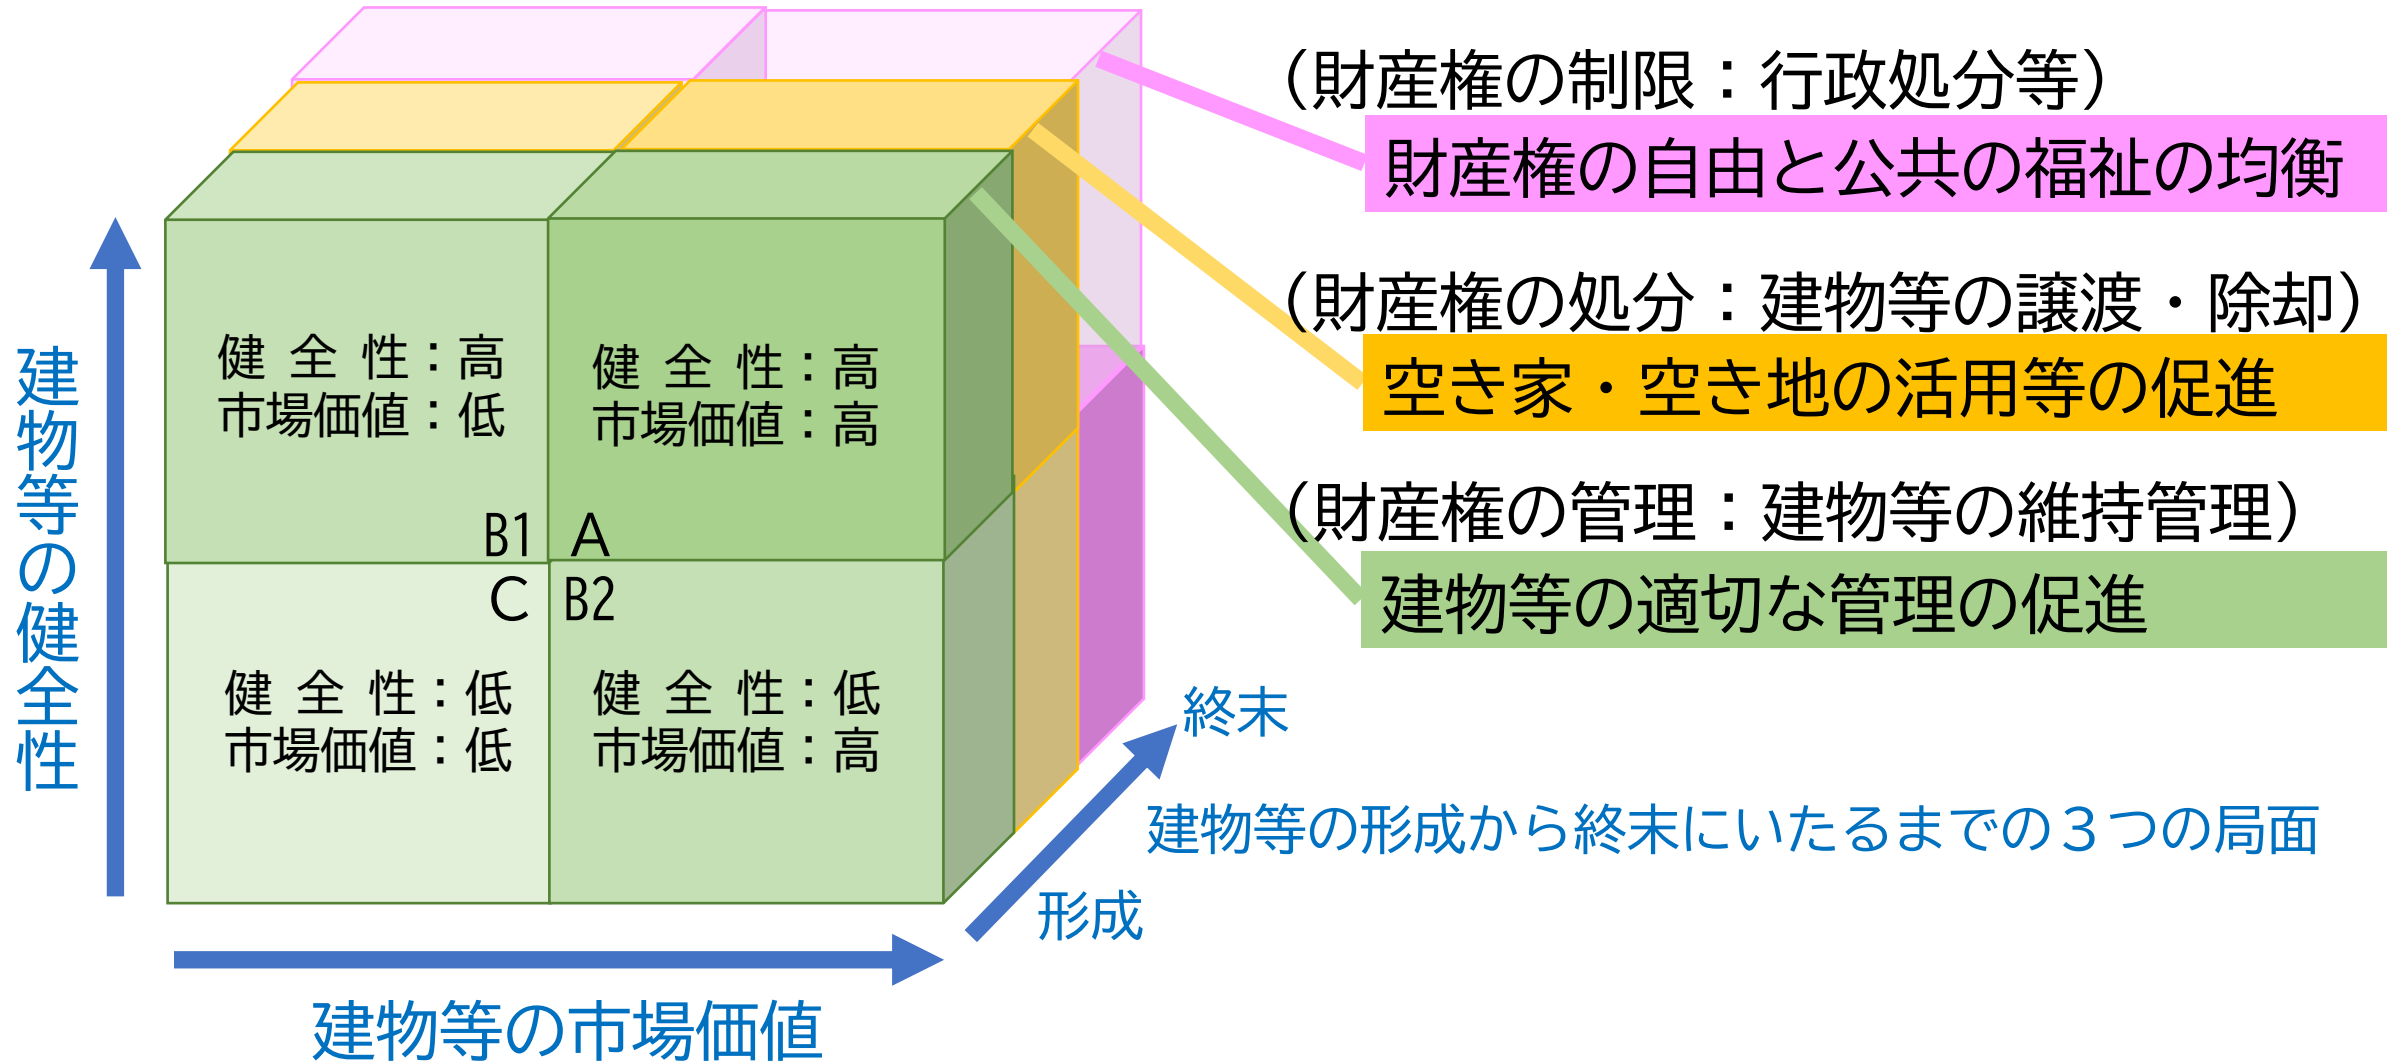 （財産権の制限：行政処分等）
財産権の自由と公共の福祉の均衡
（財産権の処分：建物等の譲渡・除却）
空き家・空き地の活用等の促進
（財産権の管理：建物等の維持管理）
建物等の適切な管理の促進
建物等の健全性
健全性：高
市場価値：低
B1
健全性：高
市場価値：高
A
C
健全性：低
市場価値：低
B2
健全性：低
市場価値：高
終末
建物等の形成から終末にいたるまでの３つの局面
形成
建物等の市場価値